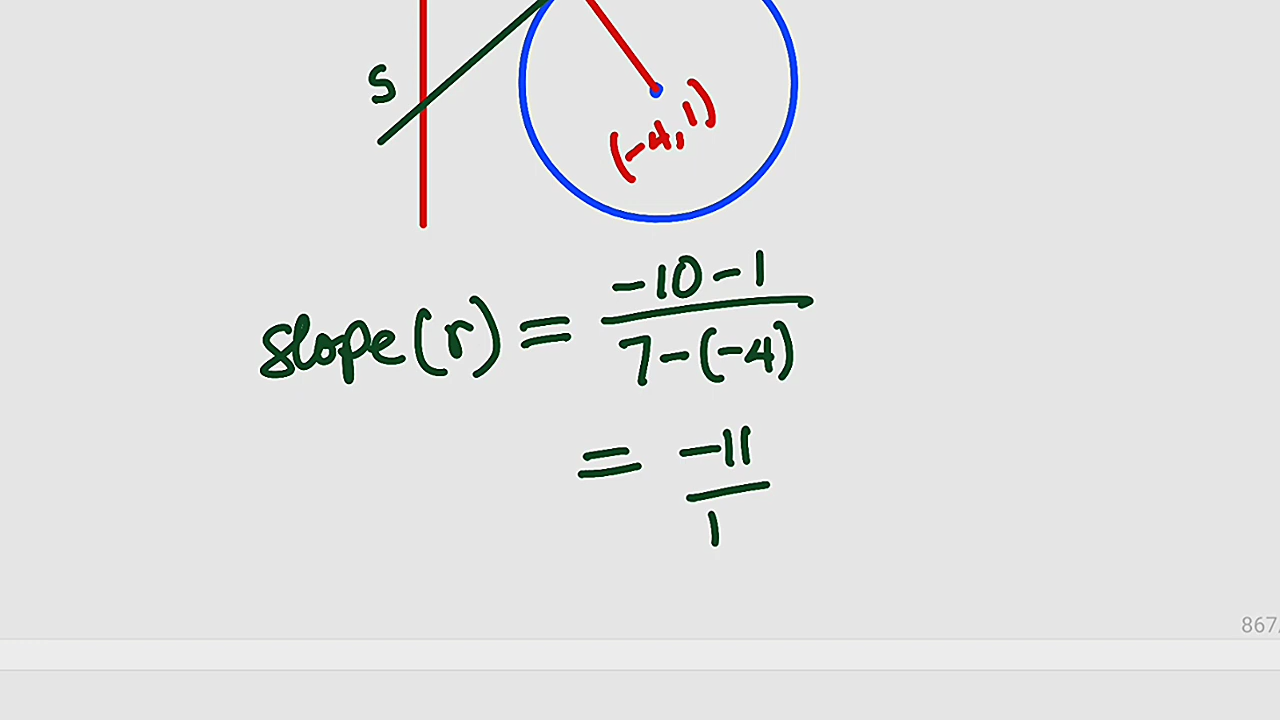 S
(-4,1)
slope(r) = -10-1 / 7-(-4)
= -11 / 1
867